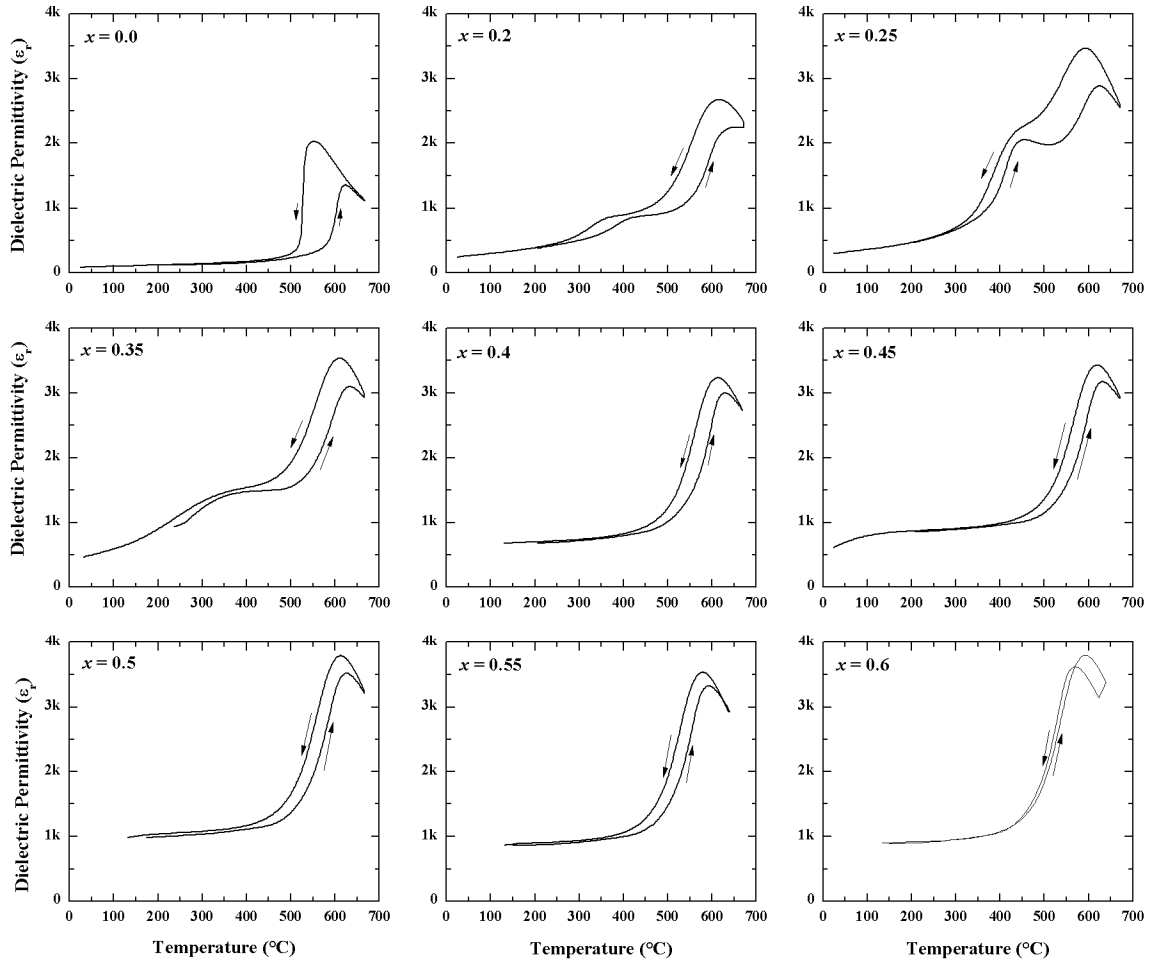 x = 0.0
x = 0.2
x = 0.25
Dielectric Permittivity (εr)
4k
3k
2k
1k
0
4k
3k
2k
1k
0
4k
3k
2k
1k
0
0 100 200 300 400 500 600 700
0 100 200 300 400 500 600 700
0 100 200 300 400 500 600 700
x = 0.35
x = 0.4
x = 0.45
Dielectric Permittivity (εr)
4k
3k
2k
1k
0
4k
3k
2k
1k
0
4k
3k
2k
1k
0
0 100 200 300 400 500 600 700
0 100 200 300 400 500 600 700
0 100 200 300 400 500 600 700
x = 0.5
x = 0.55
x = 0.6
Dielectric Permittivity (εr)
4k
3k
2k
1k
0
4k
3k
2k
1k
0
4k
3k
2k
1k
0
0 100 200 300 400 500 600 700
0 100 200 300 400 500 600 700
0 100 200 300 400 500 600 700
Temperature (°C)
Temperature (°C)
Temperature (°C)